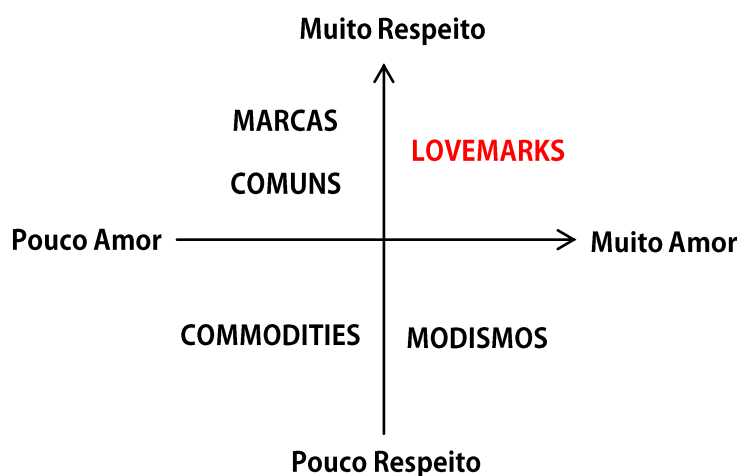 Muito Respeito
MARCAS
COMUNS
LOVEMARKS
Pouco Amor
Muito Amor
COMMODITIES
MODISMOS
Pouco Respeito